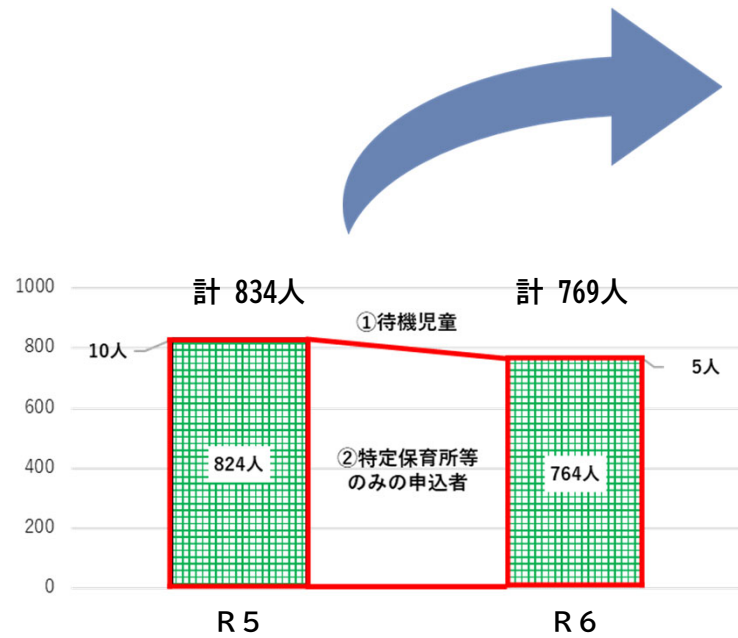 計 834人
計 769人
1000
①待機児童
800
10人
5人
600
824人
②特定保育所等
のみの申込者
764人
400
200
0
R5
R6